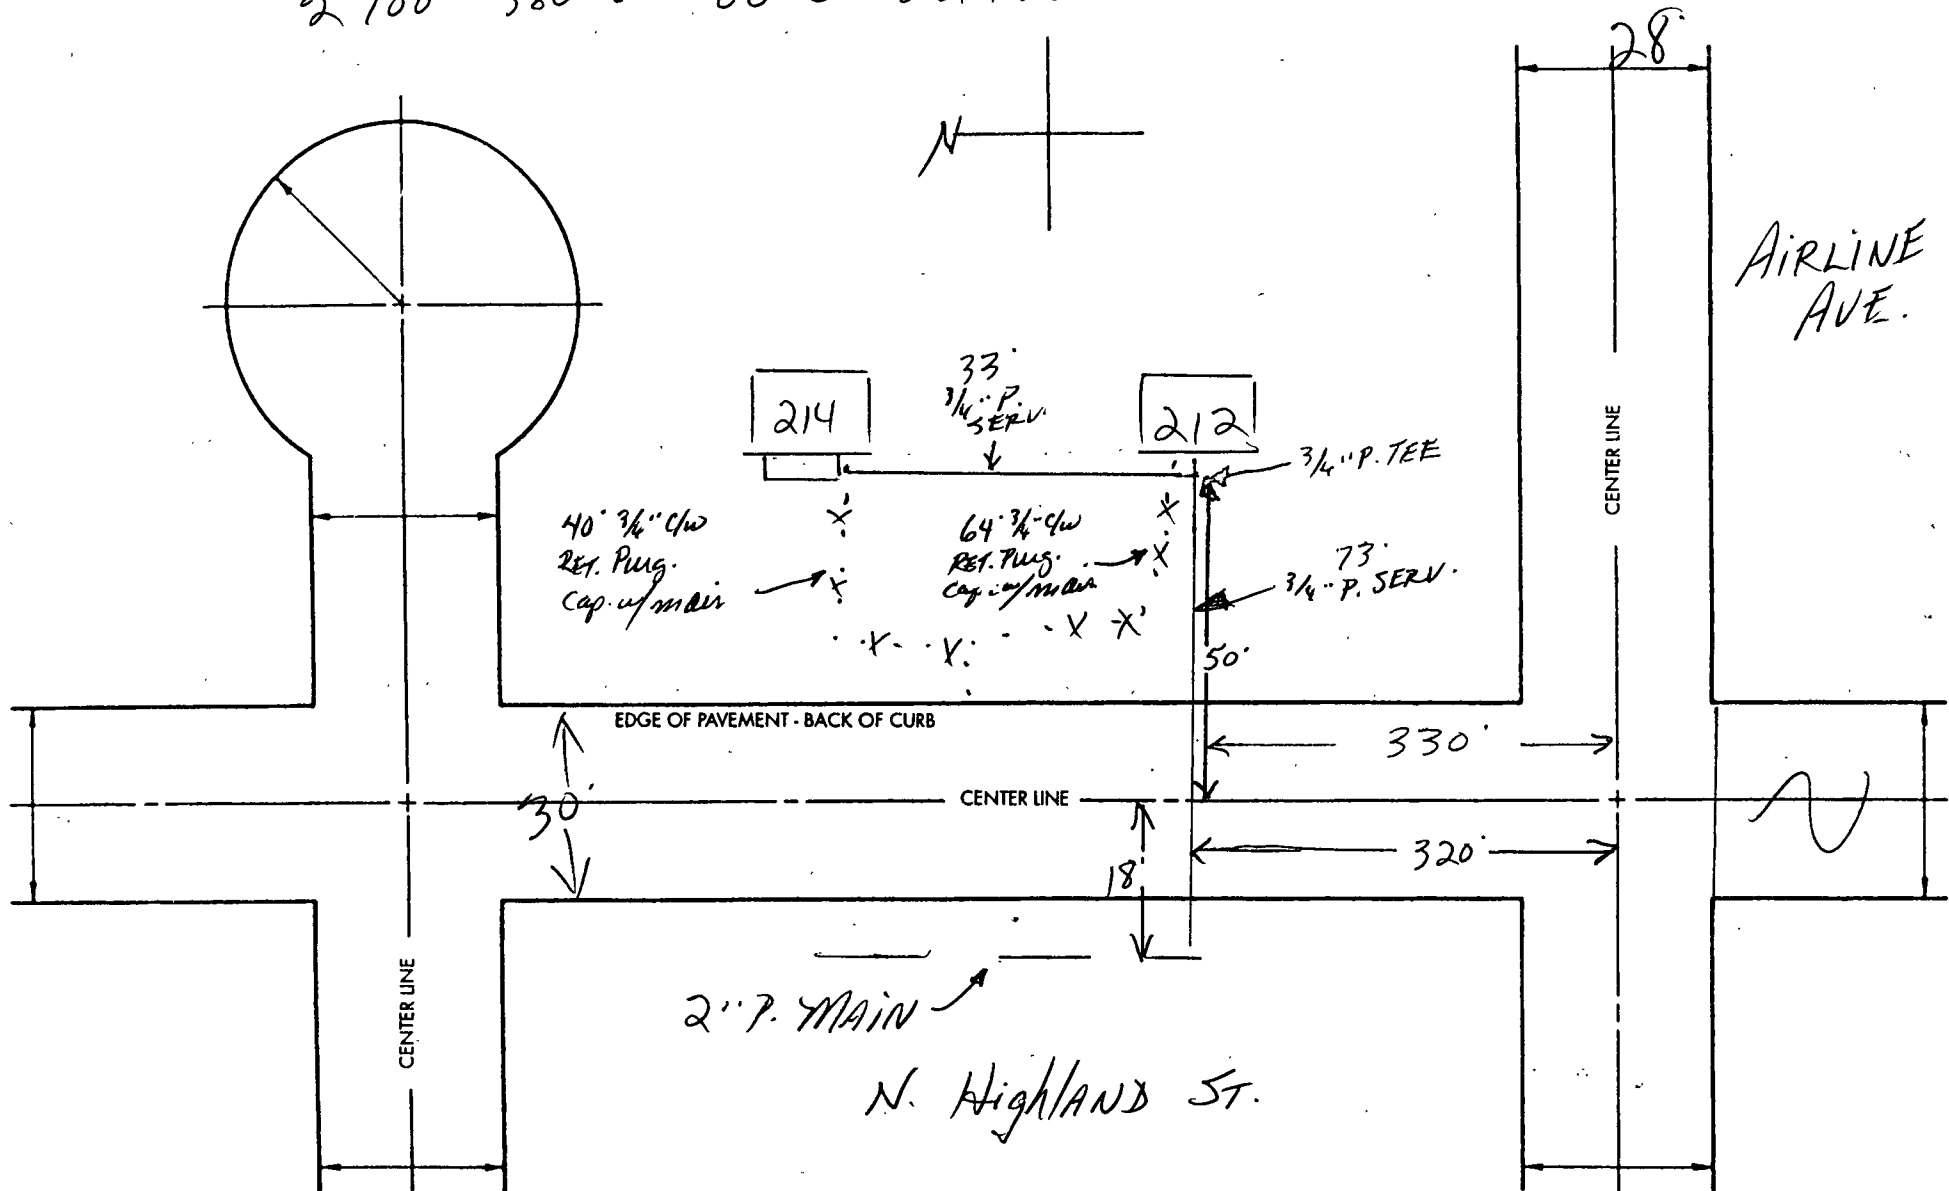 28'
N
AIRLINE
AVE.
33'
3/4" P.
SERV.
214
212
3/4" P. TEE
CENTER LINE
40' 3/4" C/W
RET. Plug.
Cap. w/main
64' 3/4" C/W
RET. Plug.
Cap. w/main
73'
3/4" P. SERV.
50'
EDGE OF PAVEMENT - BACK OF CURB
330'
CENTER LINE
30'
320'
18'
CENTER LINE
2" P. MAIN
N. HighlAND ST.